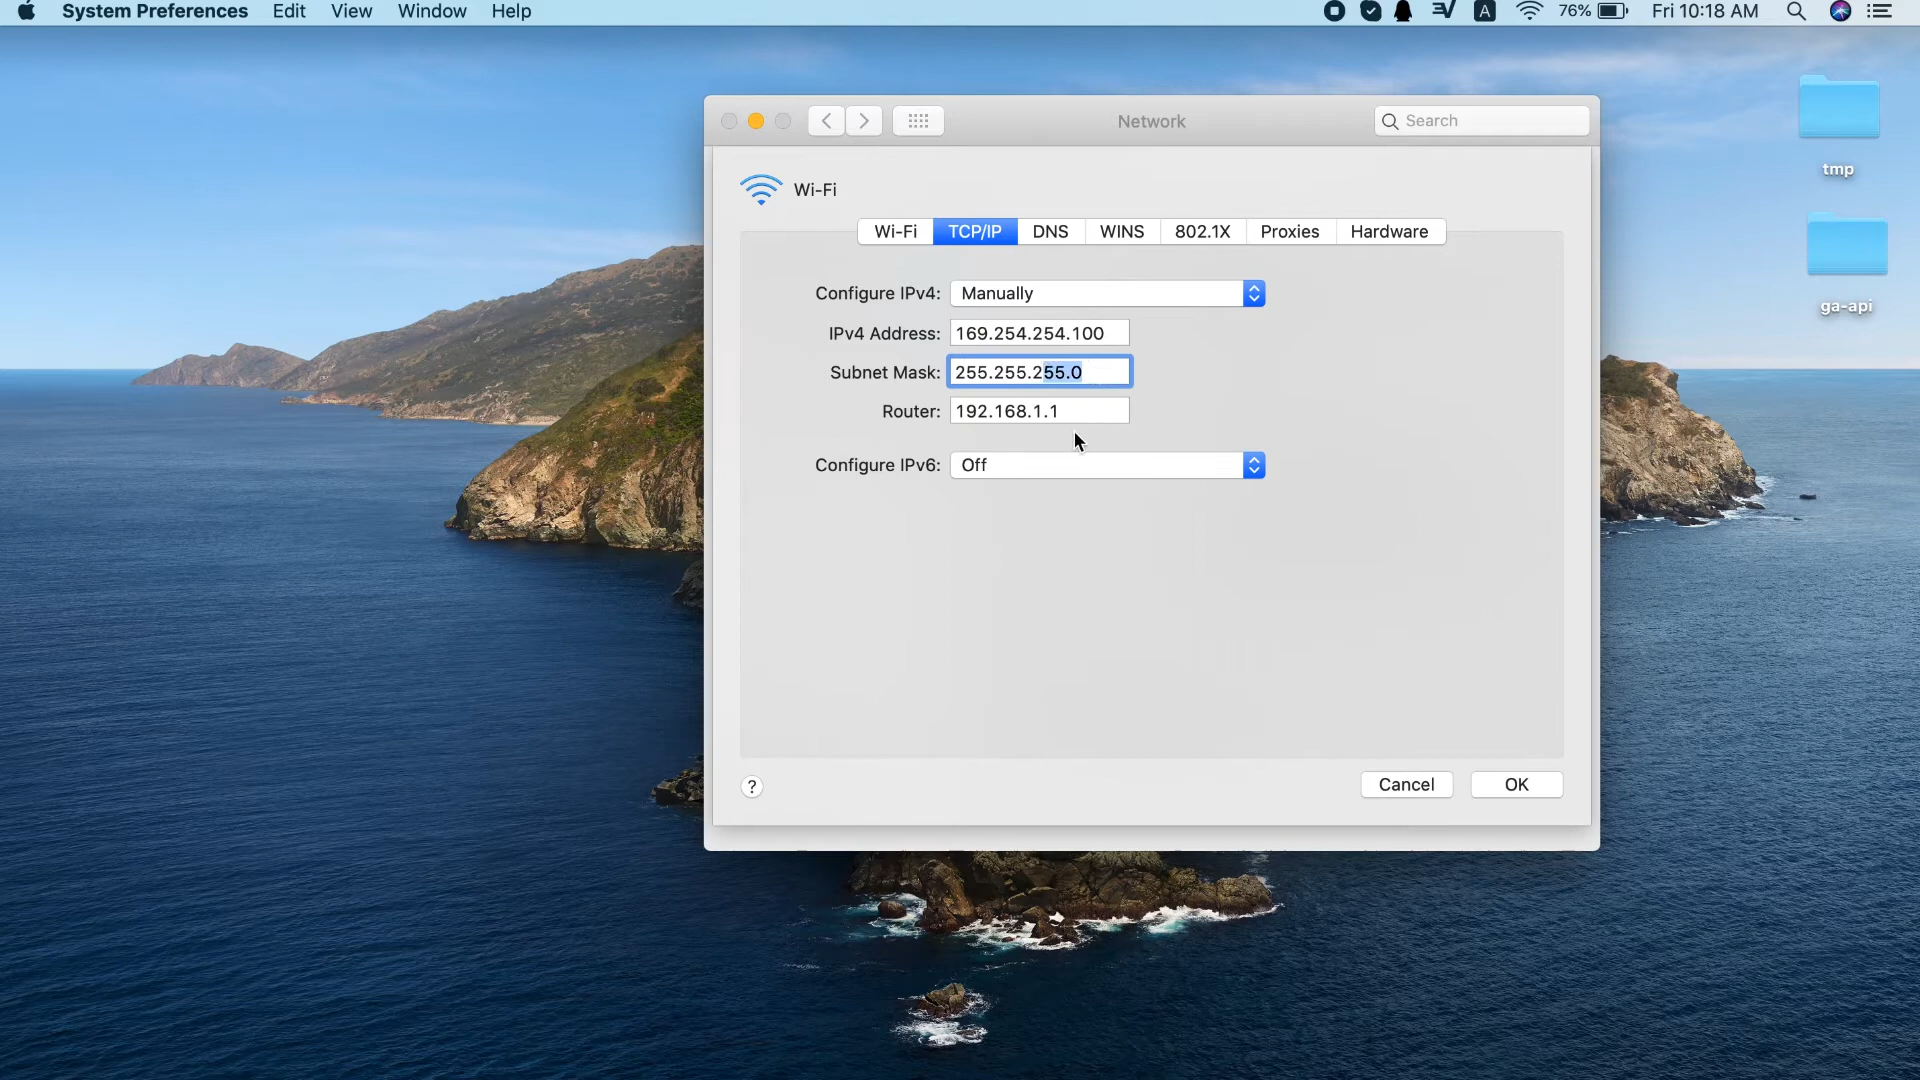 System Preferences Edit View Window Help A 76% Fri 10:18 AM
Network Search
tmp
Wi-Fi
Wi-Fi TCP/IP DNS WINS 802.1X Proxies Hardware
ga-api
Configure IPv4: Manually
IPv4 Address: 169.254.254.100
Subnet Mask: 255.255.255.0
Router: 192.168.1.1
Configure IPv6: Off
? Cancel OK